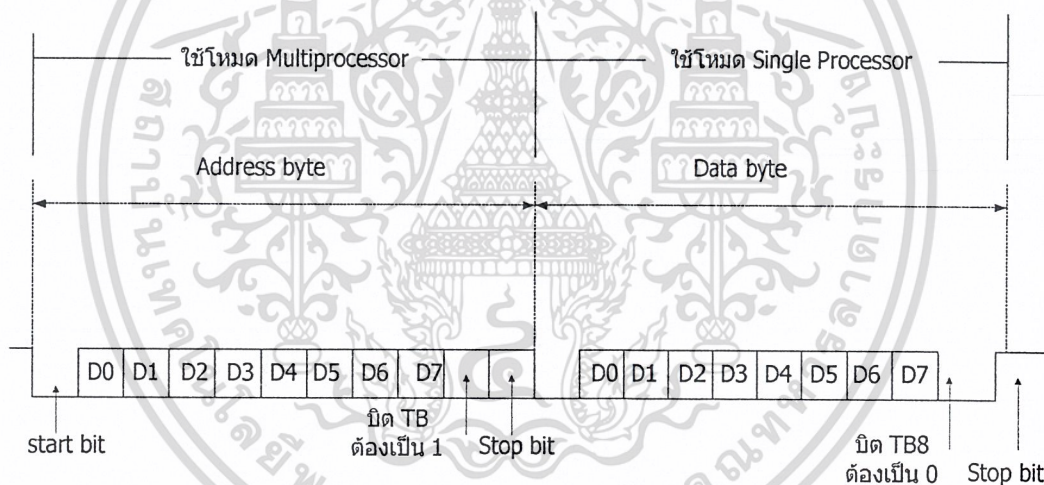 ใช้โหมด Multiprocessor
ใช้โหมด Single Processor
Address byte
Data byte
D0 D1 D2 D3 D4 D5 D6 D7
D0 D1 D2 D3 D4 D5 D6 D7
start bit
บิต TB
ต้องเป็น 1
Stop bit
บิต TB8
ต้องเป็น 0
Stop bit